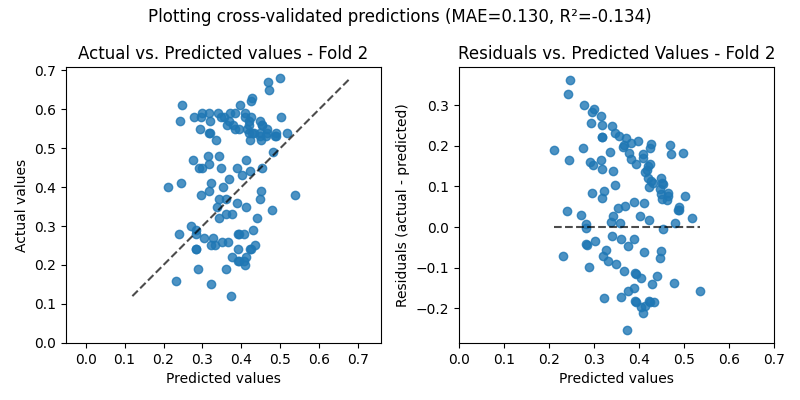 Plotting cross-validated predictions (MAE=0.130, R²=-0.134)
Actual vs. Predicted values - Fold 2
Actual values
0.7
0.6
0.5
0.4
0.3
0.2
0.1
0.0
0.0 0.1 0.2 0.3 0.4 0.5 0.6 0.7
Predicted values
Residuals vs. Predicted Values - Fold 2
Residuals (actual - predicted)
0.3
0.2
0.1
0.0
−0.1
−0.2
0.0 0.1 0.2 0.3 0.4 0.5 0.6 0.7
Predicted values